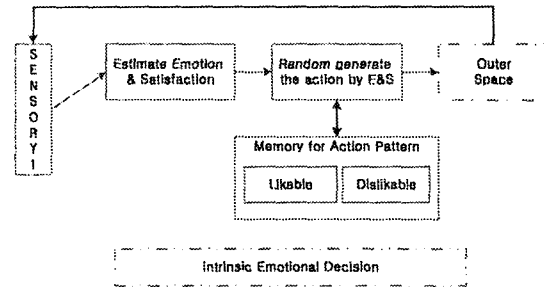 SENSORY1
Estimate Emotion
& Satisfaction
Random generate
the action by E&S
Outer
Space
Memory for Action Pattern
Likable
Dislikable
Intrinsic Emotional Decision